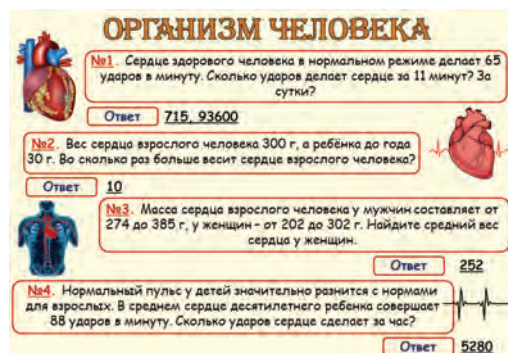 ОРГАНИЗМ ЧЕЛОВЕКА
№1. Сердце здорового человека в нормальном режиме делает 65
ударов в минуту. Сколько ударов делает сердце за 11 минут? За
сутки?
Ответ 715, 93600
№2. Вес сердца взрослого человека 300 г, а ребёнка до года
30 г. Во сколько раз больше весит сердце взрослого человека?
Ответ 10
№3. Масса сердца взрослого человека у мужчин составляет от
274 до 385 г, у женщин – от 202 до 302 г. Найдите средний вес
сердца у женщин.
Ответ 252
№4. Нормальный пульс у детей значительно разнится с нормами
для взрослых. В среднем сердце десятилетнего ребенка совершает
88 ударов в минуту. Сколько ударов сердце сделает за час?
Ответ 5280